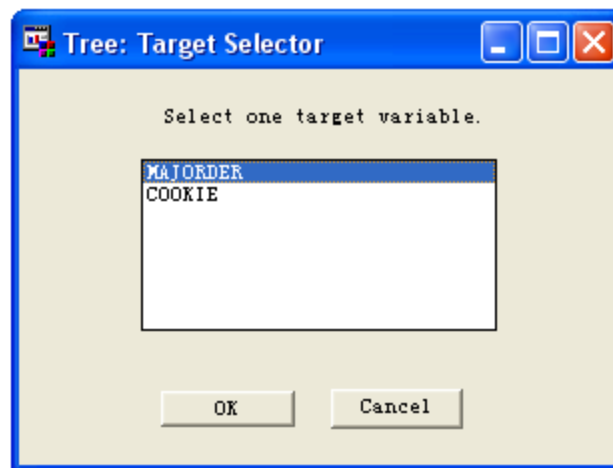 Tree: Target Selector
Select one target variable.
MAJORDER
COOKIE
OK
Cancel